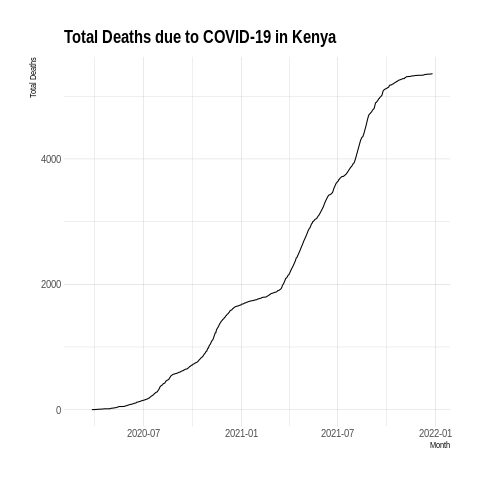 Total Deaths due to COVID-19 in Kenya
Total Deaths
4000
2000
0
2020-07 2021-01 2021-07 2022-01
Month